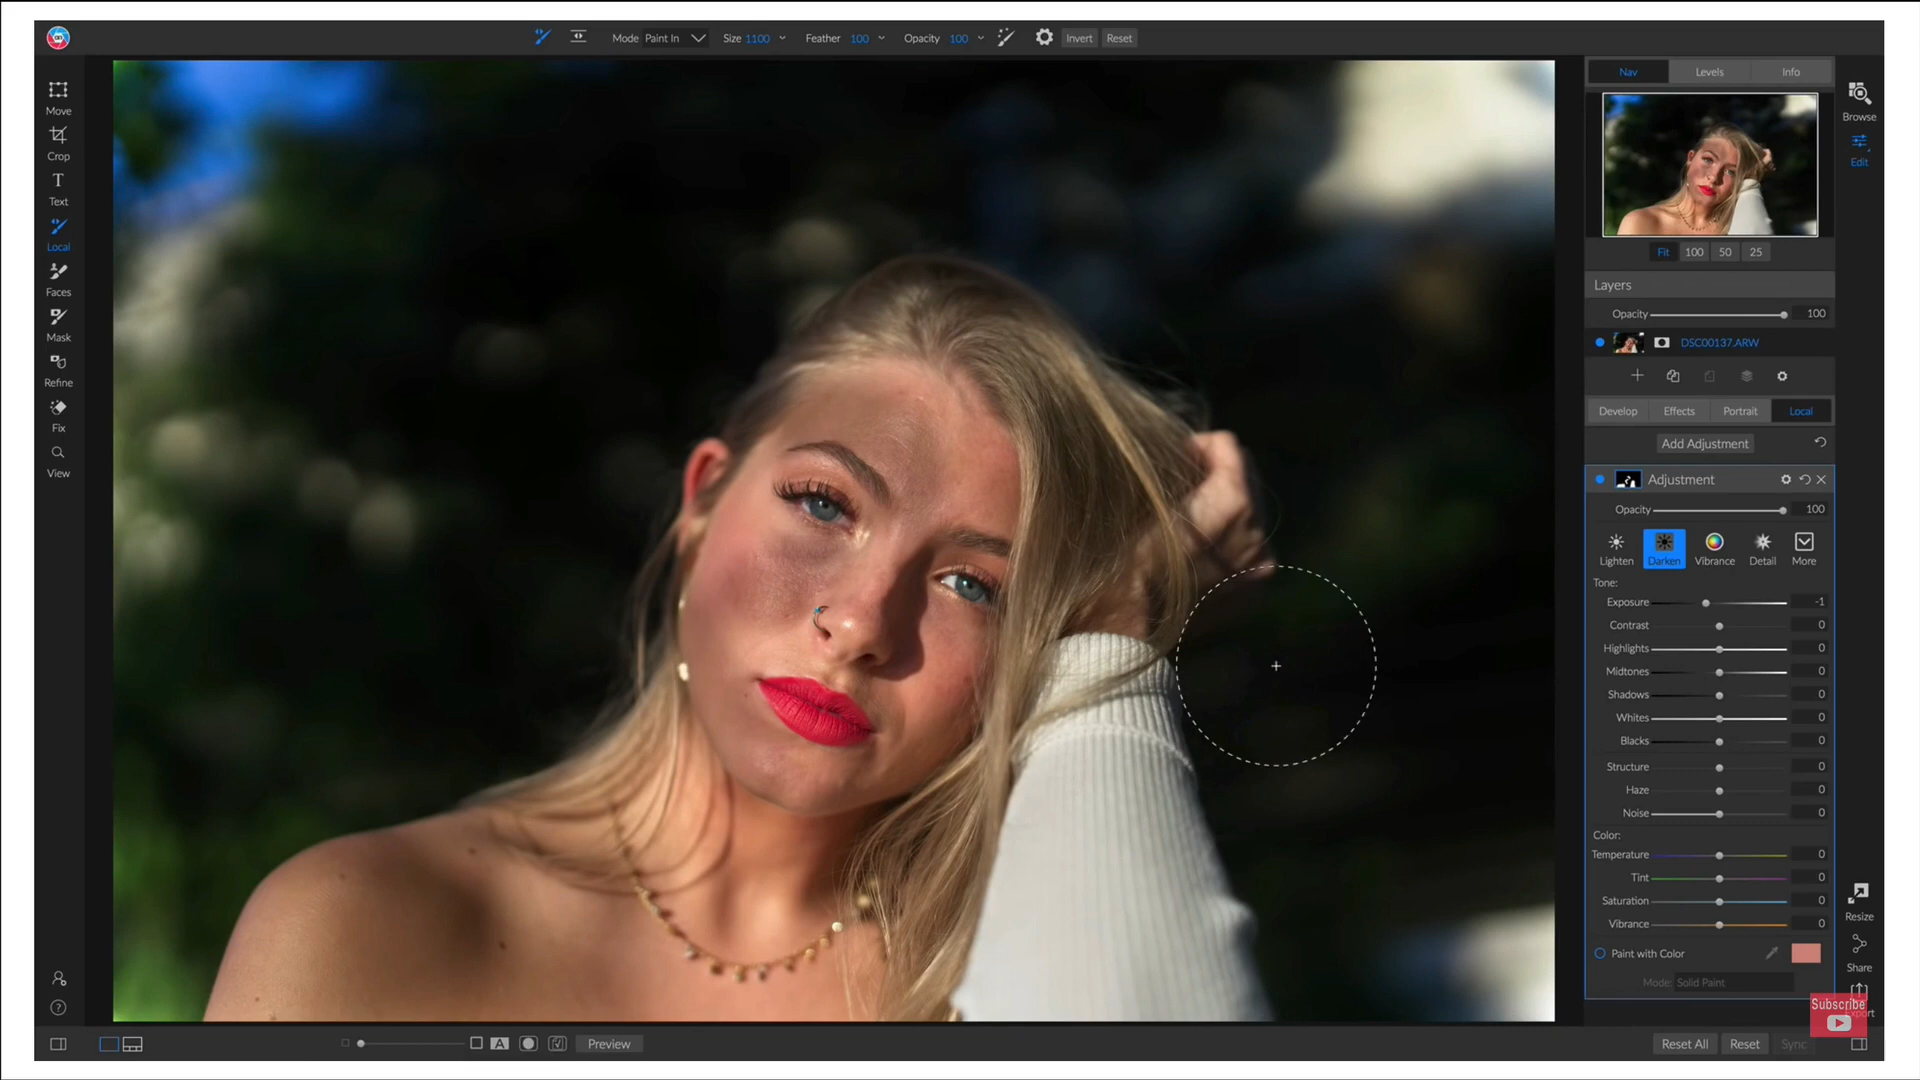 Mode Paint In Size 1100 Feather 100 Opacity 100 Invert Reset
Move
Crop
Text
Local
Faces
Mask
Refine
Fix
View
Nav Levels Info
Fit 100 50 25
Layers
Opacity 100
DSC00137.ARW
Develop Effects Portrait Local
Add Adjustment
Adjustment
Opacity 100
Lighten Darken Vibrance Detail More
Tone:
Exposure -1
Contrast 0
Highlights 0
Midtones 0
Shadows 0
Whites 0
Blacks 0
Structure 0
Haze 0
Noise 0
Color:
Temperature 0
Tint 0
Saturation 0
Vibrance 0
Paint with Color
Mode: Solid Paint
Browse
Edit
Resize
Share
Subscribe
A Preview
Reset All Reset Sync